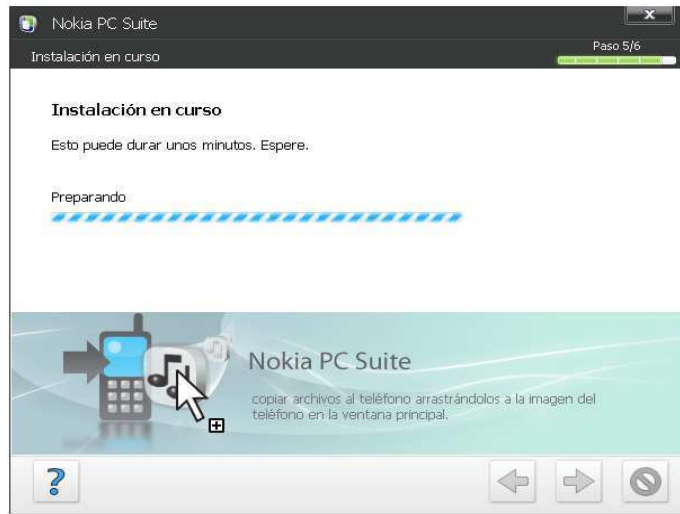 Nokia PC Suite
Instalación en curso
Paso 5/6
Instalación en curso
Esto puede durar unos minutos. Espere.
Preparando
Nokia PC Suite
copiar archivos al teléfono arrastrándolos a la imagen del
teléfono en la ventana principal.